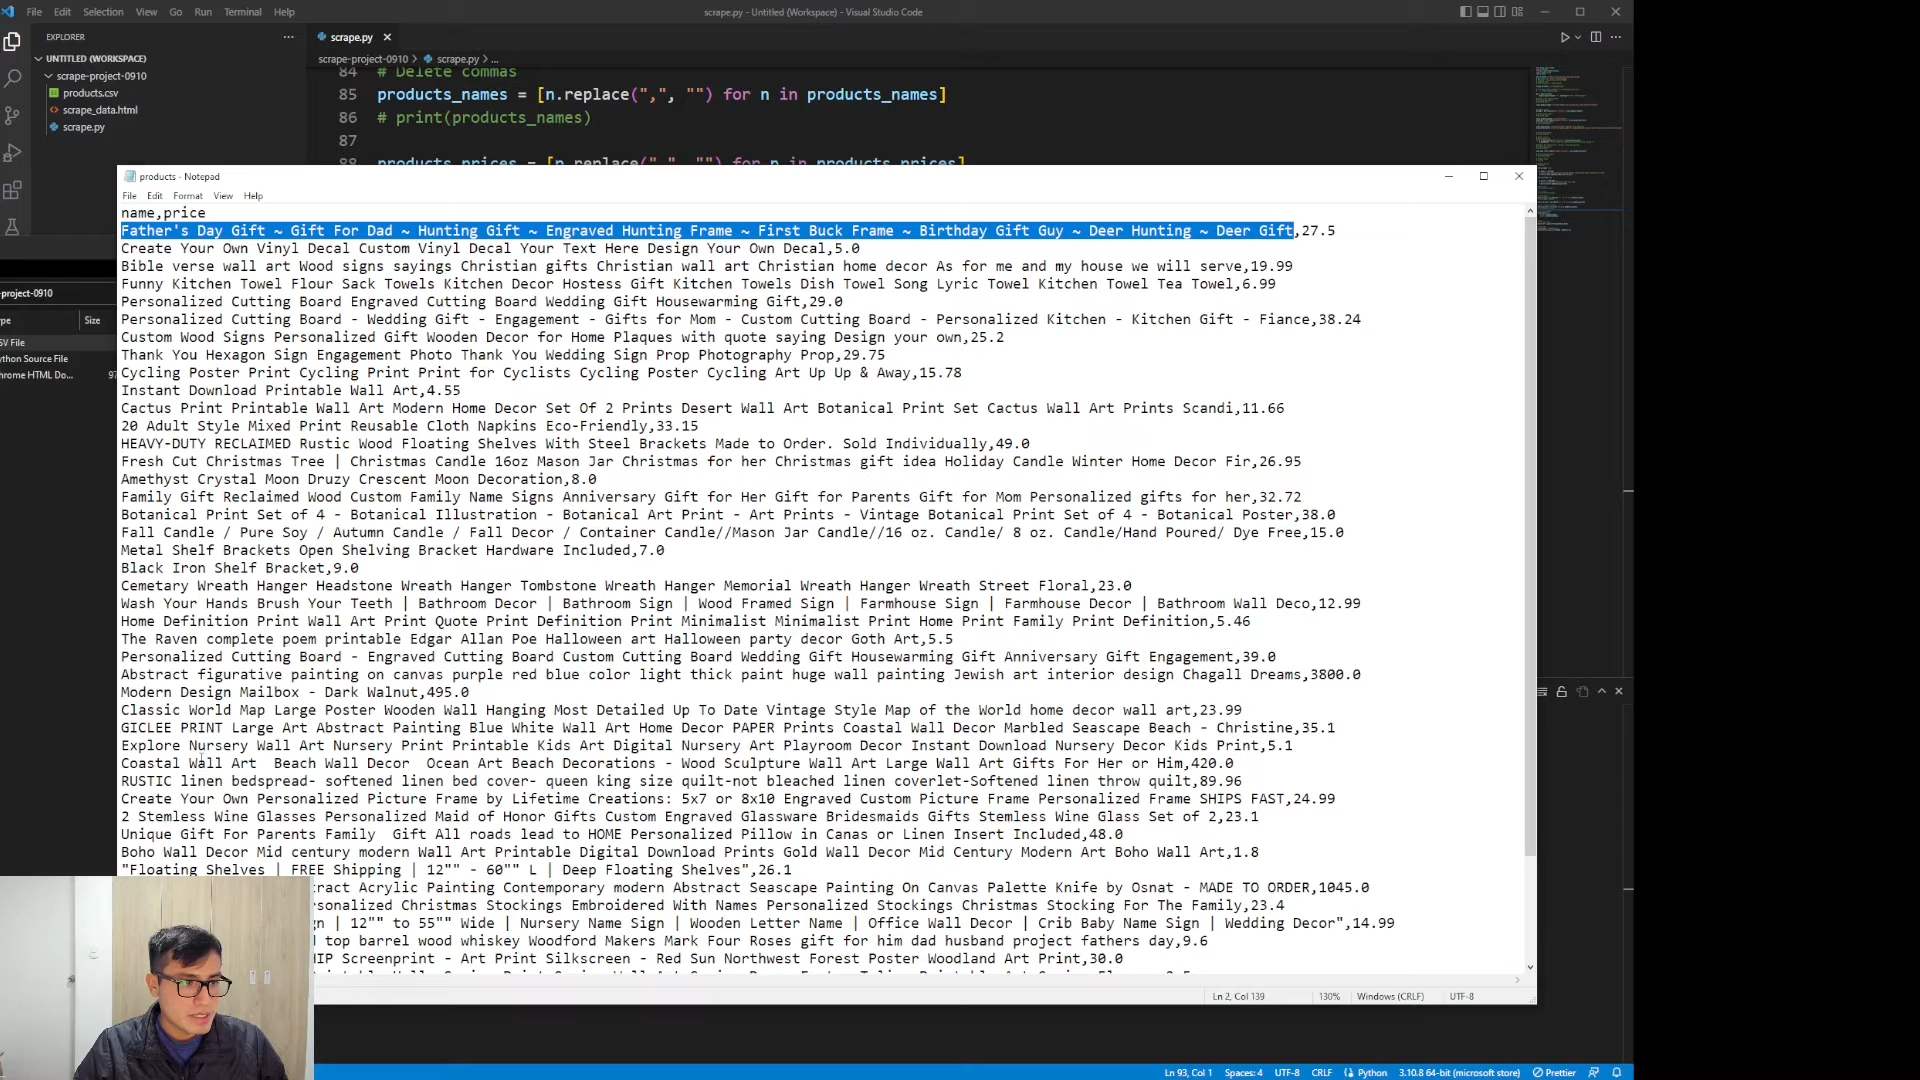 File Edit Selection View Go Run Terminal Help
scrape.py - Untitled (Workspace) - Visual Studio Code
EXPLORER
UNTITLED (WORKSPACE)
scrape-project-0910
products.csv
scrape_data.html
scrape.py
scrape.py
scrape-project-0910 > scrape.py > ...
84 # Delete commas
85 products_names = [n.replace(",", "") for n in products_names]
86 # print(products_names)
87
88 products_prices = [n.replace(",", "") for n in products_prices]
-project-0910
Size
SV File
ython Source File
hrome HTML Do...
products - Notepad
File Edit Format View Help
name,price
Father's Day Gift ~ Gift For Dad ~ Hunting Gift ~ Engraved Hunting Frame ~ First Buck Frame ~ Birthday Gift Guy ~ Deer Hunting ~ Deer Gift,27.5
Create Your Own Vinyl Decal Custom Vinyl Decal Your Text Here Design Your Own Decal,5.0
Bible verse wall art Wood signs sayings Christian gifts Christian wall art Christian home decor As for me and my house we will serve,19.99
Funny Kitchen Towel Flour Sack Towels Kitchen Decor Hostess Gift Kitchen Towels Dish Towel Song Lyric Towel Kitchen Towel Tea Towel,6.99
Personalized Cutting Board Engraved Cutting Board Wedding Gift Housewarming Gift,29.0
Personalized Cutting Board - Wedding Gift - Engagement - Gifts for Mom - Custom Cutting Board - Personalized Kitchen - Kitchen Gift - Fiance,38.24
Custom Wood Signs Personalized Gift Wooden Decor for Home Plaques with quote saying Design your own,25.2
Thank You Hexagon Sign Engagement Photo Thank You Wedding Sign Prop Photography Prop,29.75
Cycling Poster Print Cycling Print Print for Cyclists Cycling Poster Cycling Art Up Up & Away,15.78
Instant Download Printable Wall Art,4.55
Cactus Print Printable Wall Art Modern Home Decor Set Of 2 Prints Desert Wall Art Botanical Print Set Cactus Wall Art Prints Scandi,11.66
20 Adult Style Mixed Print Reusable Cloth Napkins Eco-Friendly,33.15
HEAVY-DUTY RECLAIMED Rustic Wood Floating Shelves With Steel Brackets Made to Order. Sold Individually,49.0
Fresh Cut Christmas Tree | Christmas Candle 16oz Mason Jar Christmas for her Christmas gift idea Holiday Candle Winter Home Decor Fir,26.95
Amethyst Crystal Moon Druzy Crescent Moon Decoration,8.0
Family Gift Reclaimed Wood Custom Family Name Signs Anniversary Gift for Her Gift for Parents Gift for Mom Personalized gifts for her,32.72
Botanical Print Set of 4 - Botanical Illustration - Botanical Art Print - Art Prints - Vintage Botanical Print Set of 4 - Botanical Poster,38.0
Fall Candle / Pure Soy / Autumn Candle / Fall Decor / Container Candle//Mason Jar Candle//16 oz. Candle/ 8 oz. Candle/Hand Poured/ Dye Free,15.0
Metal Shelf Brackets Open Shelving Bracket Hardware Included,7.0
Black Iron Shelf Bracket,9.0
Cemetary Wreath Hanger Headstone Wreath Hanger Tombstone Wreath Hanger Memorial Wreath Hanger Wreath Street Floral,23.0
Wash Your Hands Brush Your Teeth | Bathroom Decor | Bathroom Sign | Wood Framed Sign | Farmhouse Sign | Farmhouse Decor | Bathroom Wall Deco,12.99
Home Definition Print Wall Art Print Quote Print Definition Print Minimalist Minimalist Print Home Print Family Print Definition,5.46
The Raven complete poem printable Edgar Allan Poe Halloween art Halloween party decor Goth Art,5.5
Personalized Cutting Board - Engraved Cutting Board Custom Cutting Board Wedding Gift Housewarming Gift Anniversary Gift Engagement,39.0
Abstract figurative painting on canvas purple red blue color light thick paint huge wall painting Jewish art interior design Chagall Dreams,3800.0
Modern Design Mailbox - Dark Walnut,495.0
Classic World Map Large Poster Wooden Wall Hanging Most Detailed Up To Date Vintage Style Map of the World home decor wall art,23.99
GICLEE PRINT Large Art Abstract Painting Blue White Wall Art Home Decor PAPER Prints Coastal Wall Decor Marbled Seascape Beach - Christine,35.1
Explore Nursery Wall Art Nursery Print Printable Kids Art Digital Nursery Art Playroom Decor Instant Download Nursery Decor Kids Print,5.1
Coastal Wall Art  Beach Wall Decor  Ocean Art Beach Decorations - Wood Sculpture Wall Art Large Wall Art Gifts For Her or Him,420.0
RUSTIC linen bedspread- softened linen bed cover- queen king size quilt-not bleached linen coverlet-Softened linen throw quilt,89.96
Create Your Own Personalized Picture Frame by Lifetime Creations: 5x7 or 8x10 Engraved Custom Picture Frame Personalized Frame SHIPS FAST,24.99
2 Stemless Wine Glasses Personalized Maid of Honor Gifts Custom Engraved Glassware Bridesmaids Gifts Stemless Wine Glass Set of 2,23.1
Unique Gift For Parents Family  Gift All roads lead to HOME Personalized Pillow in Canas or Linen Insert Included,48.0
Boho Wall Decor Mid century modern Wall Art Printable Digital Download Prints Gold Wall Decor Mid Century Modern Art Boho Wall Art,1.8
"Floating Shelves | FREE Shipping | 12"" - 60"" L | Deep Floating Shelves",26.1
tract Acrylic Painting Contemporary modern Abstract Seascape Painting On Canvas Palette Knife by Osnat - MADE TO ORDER,1045.0
sonalized Christmas Stockings Embroidered With Names Personalized Stockings Christmas Stocking For The Family,23.4
gn | 12"" to 55"" Wide | Nursery Name Sign | Wooden Letter Name | Office Wall Decor | Crib Baby Name Sign | Wedding Decor",14.99
d top barrel wood whiskey Woodford Makers Mark Four Roses gift for him dad husband project fathers day,9.6
HIP Screenprint - Art Print Silkscreen - Red Sun Northwest Forest Poster Woodland Art Print,30.0
Ln 2, Col 139 130% Windows (CRLF) UTF-8
Ln 93, Col 1 Spaces: 4 UTF-8 CRLF Python 3.10.8 64-bit (microsoft store) Prettier